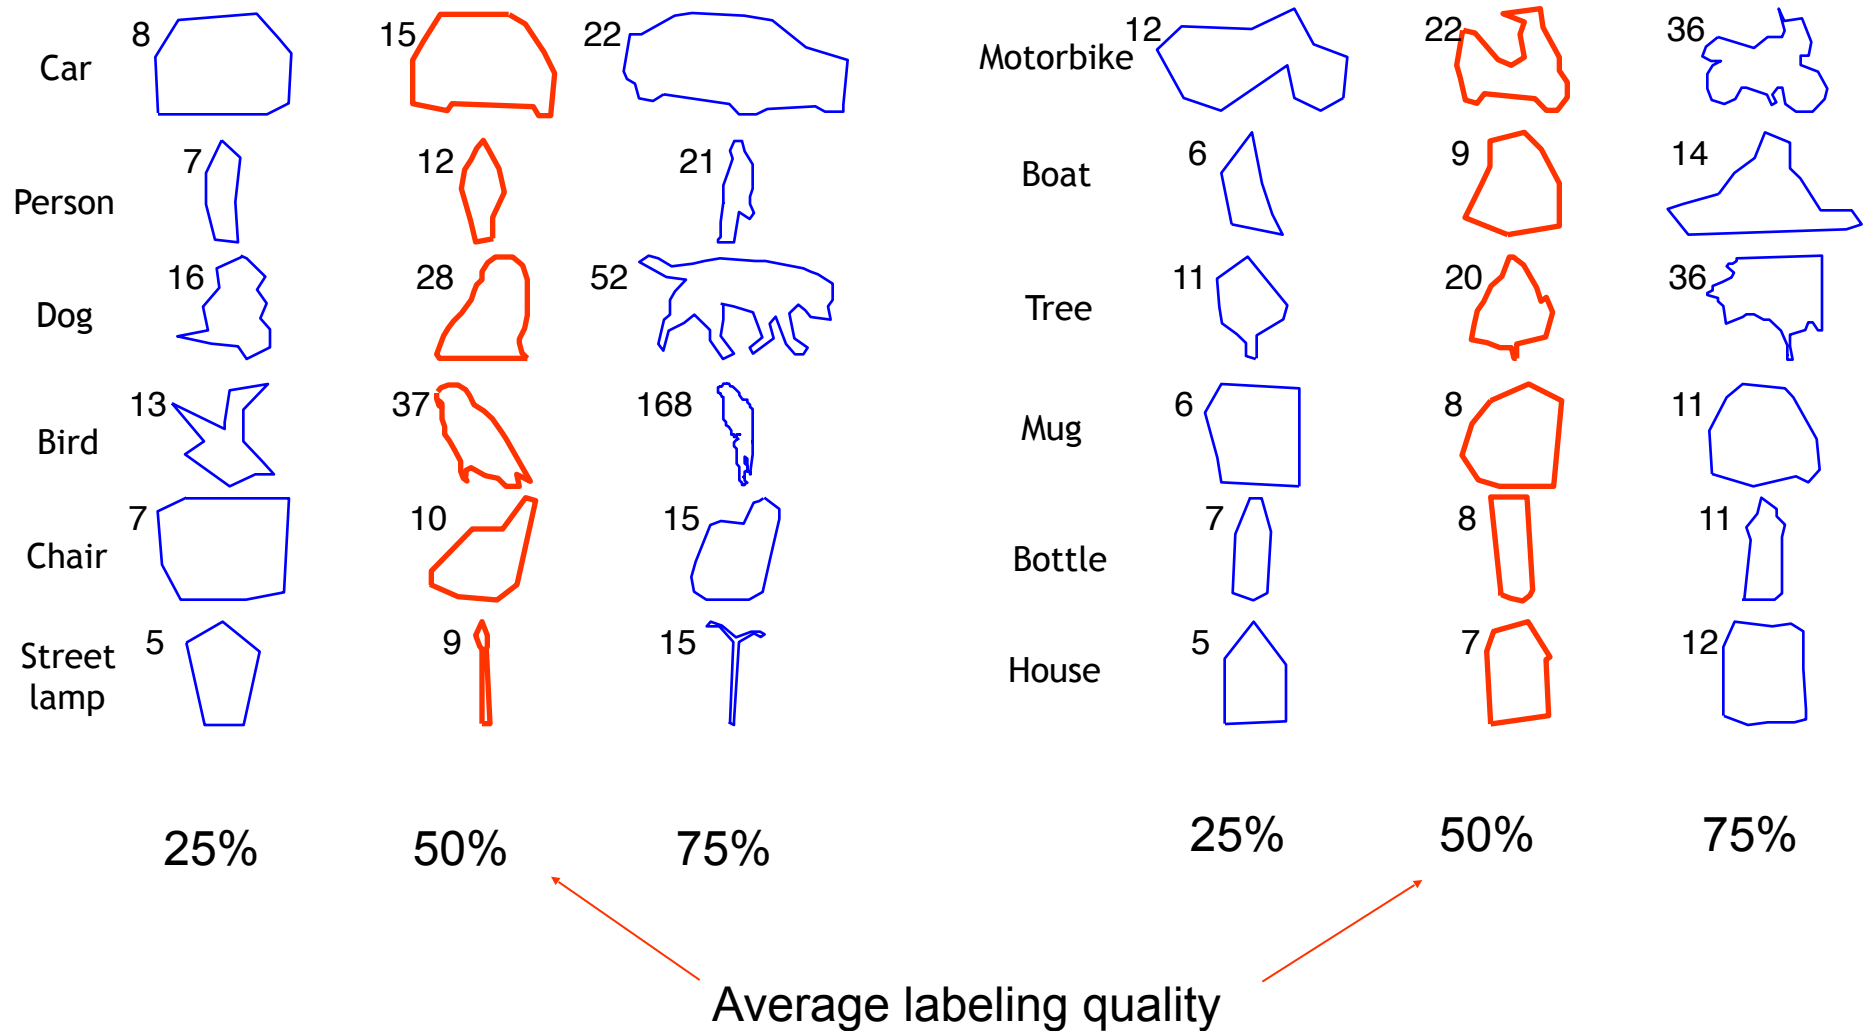 Car 8 15 22
Person 7 12 21
Dog 16 28 52
Bird 13 37 168
Chair 7 10 15
Street
lamp
5 9 15
25% 50% 75%
Motorbike 12 22 36
Boat 6 9 14
Tree 11 20 36
Mug 6 8 11
Bottle 7 8 11
House 5 7 12
25% 50% 75%
Average labeling quality